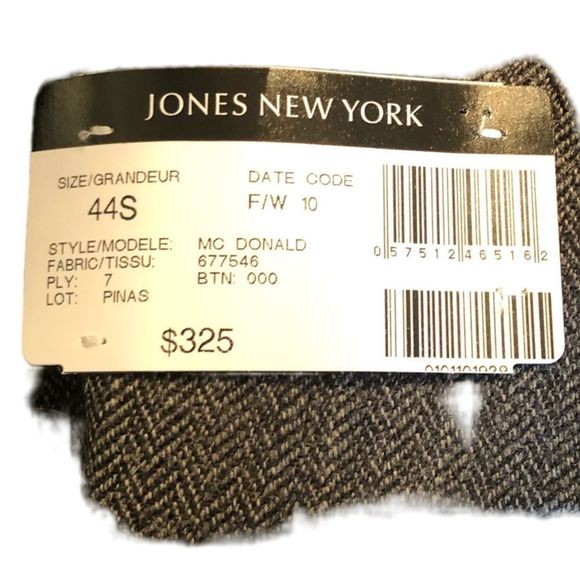 JONES NEW YORK
SIZE/GRANDEUR
44S
DATE CODE
F/W 10
STYLE/MODELE: MC DONALD
FABRIC/TISSU: 677546
PLY: 7 BTN: 000
LOT: PINAS
$325
0 57512 46516 2